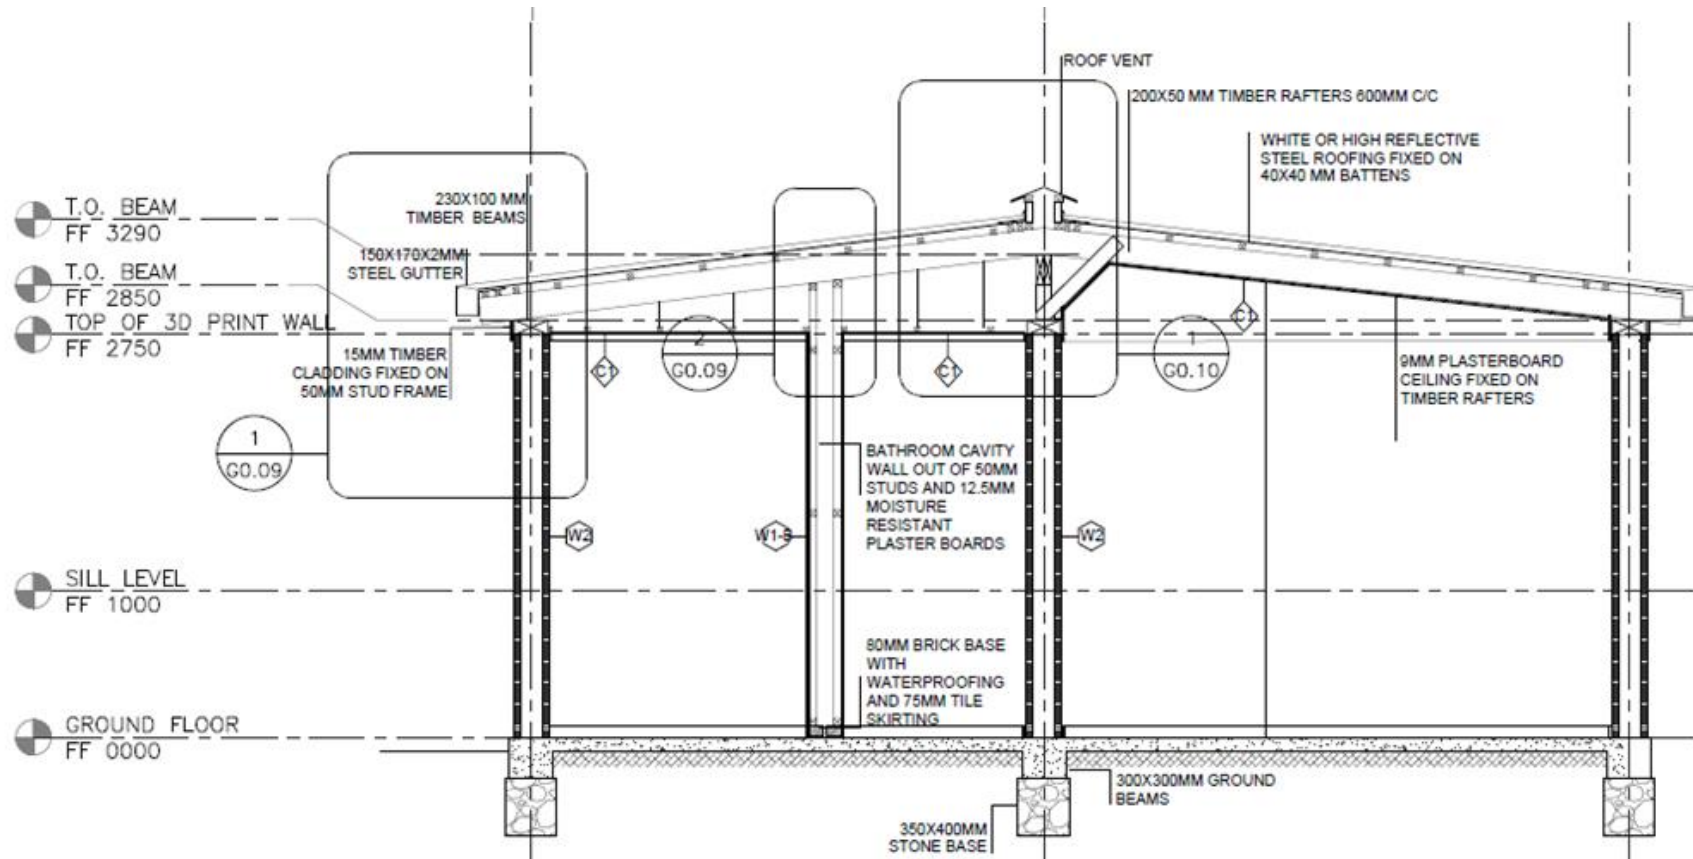 ROOF VENT
200X50 MM TIMBER RAFTERS 600MM C/C
WHITE OR HIGH REFLECTIVE
STEEL ROOFING FIXED ON
40X40 MM BATTENS
230X100 MM
TIMBER BEAMS
150X170X2MM
STEEL GUTTER
T.O. BEAM
FF 3290
T.O. BEAM
FF 2850
TOP OF 3D PRINT WALL
FF 2750
15MM TIMBER
CLADDING FIXED ON
50MM STUD FRAME
C1
2
G0.09
C1
1
G0.10
C1
9MM PLASTERBOARD
CEILING FIXED ON
TIMBER RAFTERS
1
G0.09
BATHROOM CAVITY
WALL OUT OF 50MM
STUDS AND 12.5MM
MOISTURE
RESISTANT
PLASTER BOARDS
W2
W2
SILL LEVEL
FF 1000
80MM BRICK BASE
WITH
WATERPROOFING
AND 75MM TILE
SKIRTING
GROUND FLOOR
FF 0000
300X300MM GROUND
BEAMS
350X400MM
STONE BASE